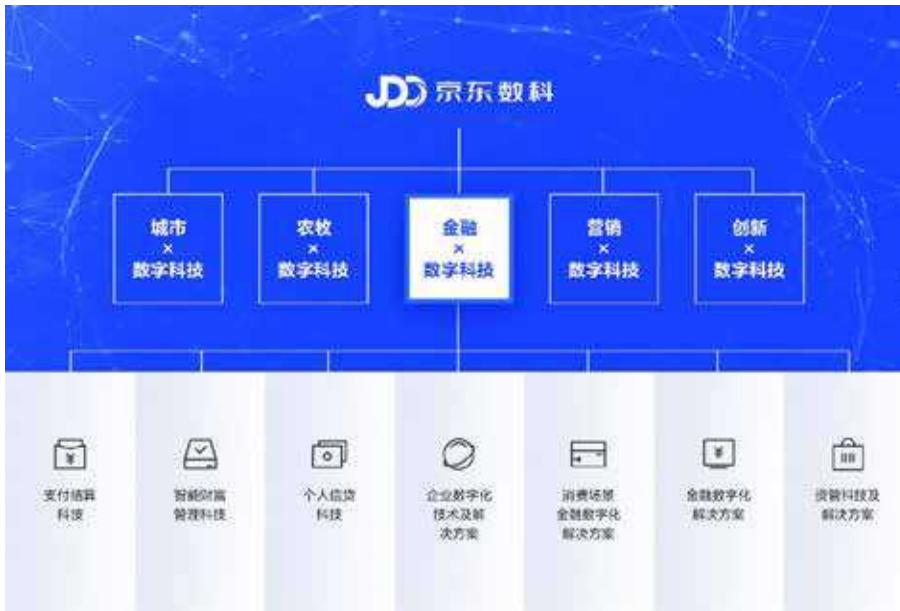 JDD 京东数科
城市
×
数字科技
农牧
×
数字科技
金融
×
数字科技
营销
×
数字科技
创新
×
数字科技
支付结算
科技
智能财富
管理科技
个人信贷
科技
企业数字化
技术及解
决方案
消费场景
金融数字化
解决方案
金融数字化
解决方案
资管科技及
解决方案